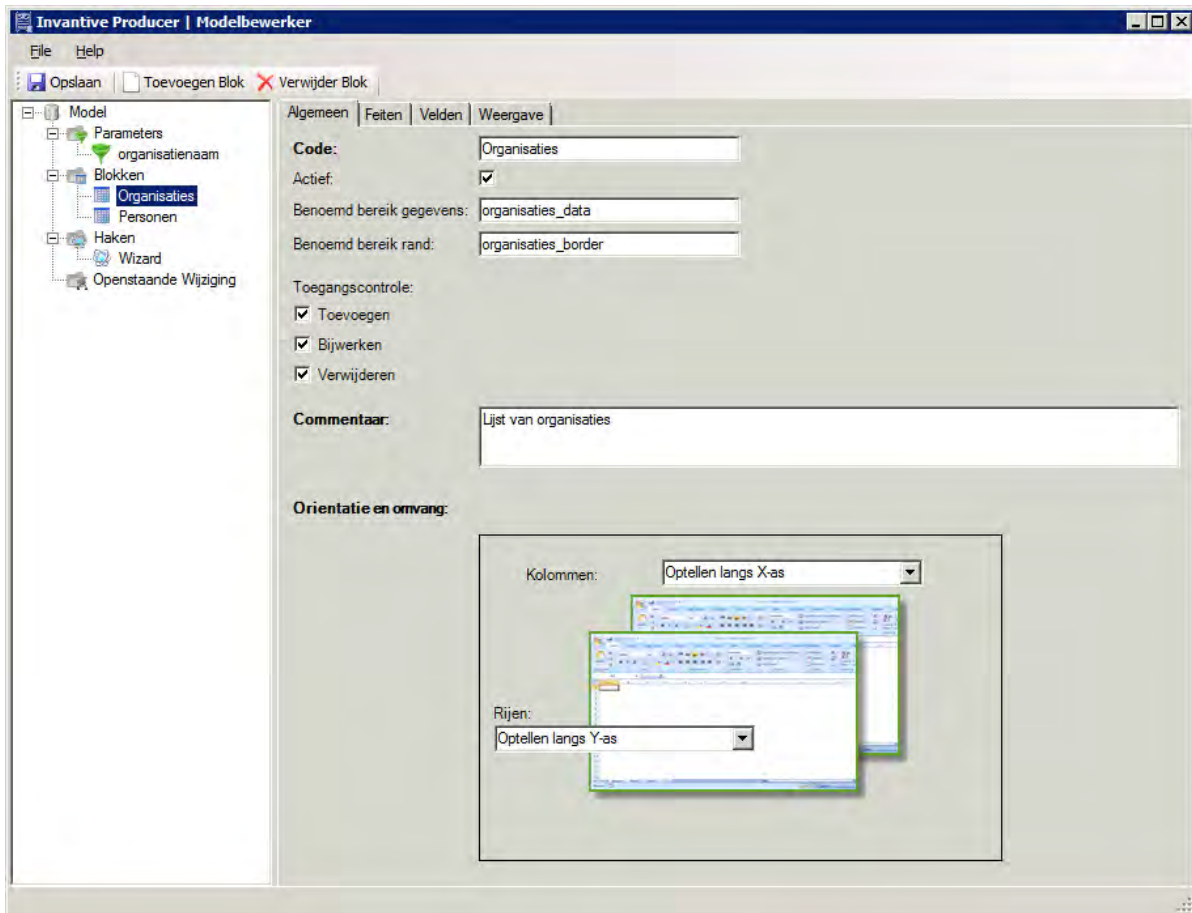 Invantive Producer | Modelbewerker
File Help
Opslaan Toevoegen Blok Verwijder Blok
Model
Parameters
organisatienaam
Blokken
Organisaties
Personen
Haken
Wizard
Openstaande Wijziging
Algemeen Feiten Velden Weergave
Code: Organisaties
Actief:
Benoemd bereik gegevens: organisaties_data
Benoemd bereik rand: organisaties_border
Toegangscontrole:
Toevoegen
Bijwerken
Verwijderen
Commentaar: Lijst van organisaties
Orientatie en omvang:
Kolommen: Optellen langs X-as
Rijen:
Optellen langs Y-as